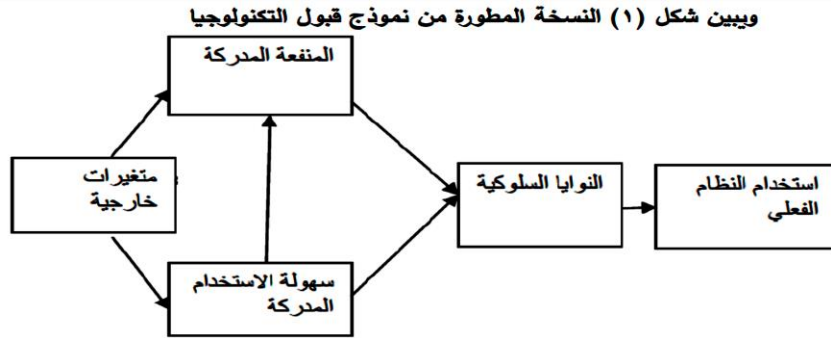 ويبين شكل (١) النسخة المطورة من نموذج قبول التكنولوجيا
المنفعة المدركة
متغيرات
خارجية
النوايا السلوكية
استخدام النظام
الفعلي
سهولة الاستخدام
المدركة